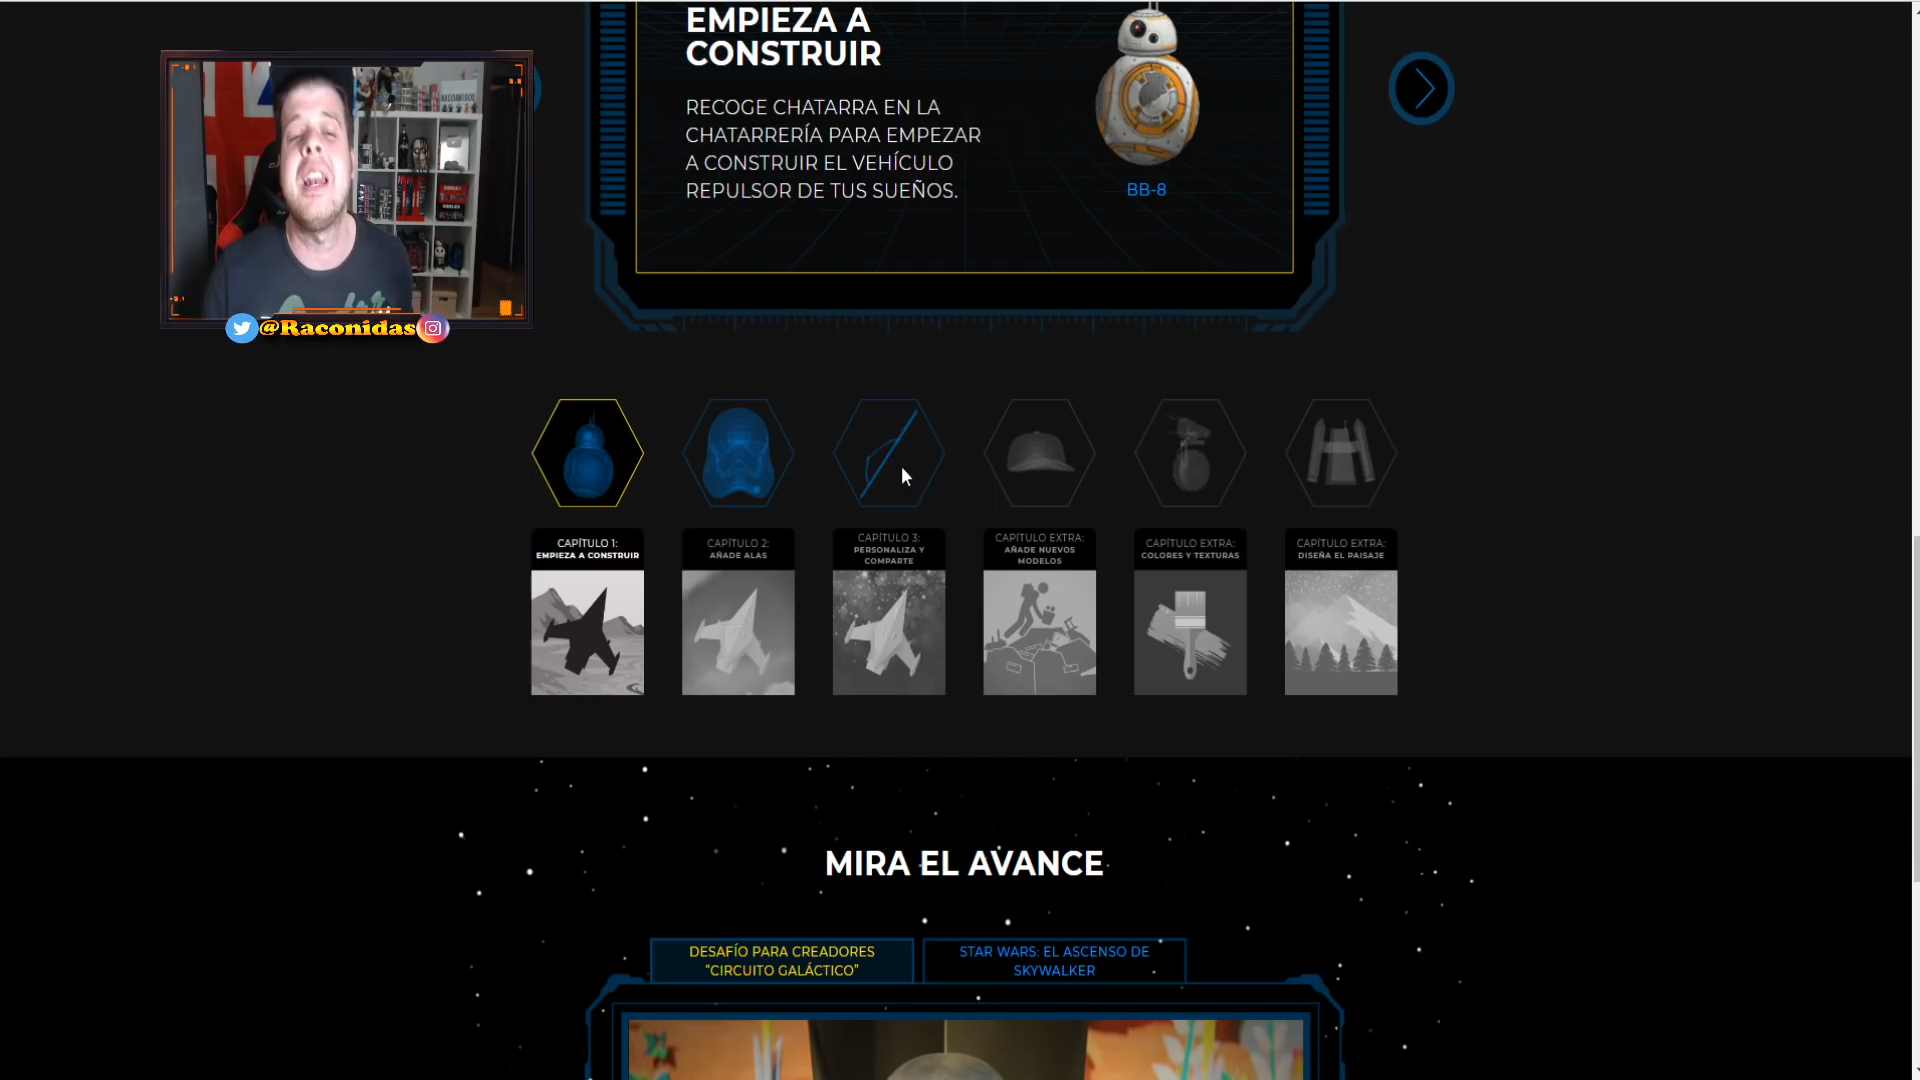 EMPIEZA A
CONSTRUIR
RECOGE CHATARRA EN LA
CHATARRERÍA PARA EMPEZAR
A CONSTRUIR EL VEHÍCULO
REPULSOR DE TUS SUEÑOS.
BB-8
@Raconidas
CAPÍTULO 1:
EMPIEZA A CONSTRUIR
CAPÍTULO 2:
AÑADE ALAS
CAPÍTULO 3:
PERSONALIZA Y
COMPARTE
CAPÍTULO EXTRA:
AÑADE NUEVOS
MODELOS
CAPÍTULO EXTRA:
COLORES Y TEXTURAS
CAPÍTULO EXTRA:
DISEÑA EL PAISAJE
MIRA EL AVANCE
DESAFÍO PARA CREADORES
“CIRCUITO GALÁCTICO”
STAR WARS: EL ASCENSO DE
SKYWALKER